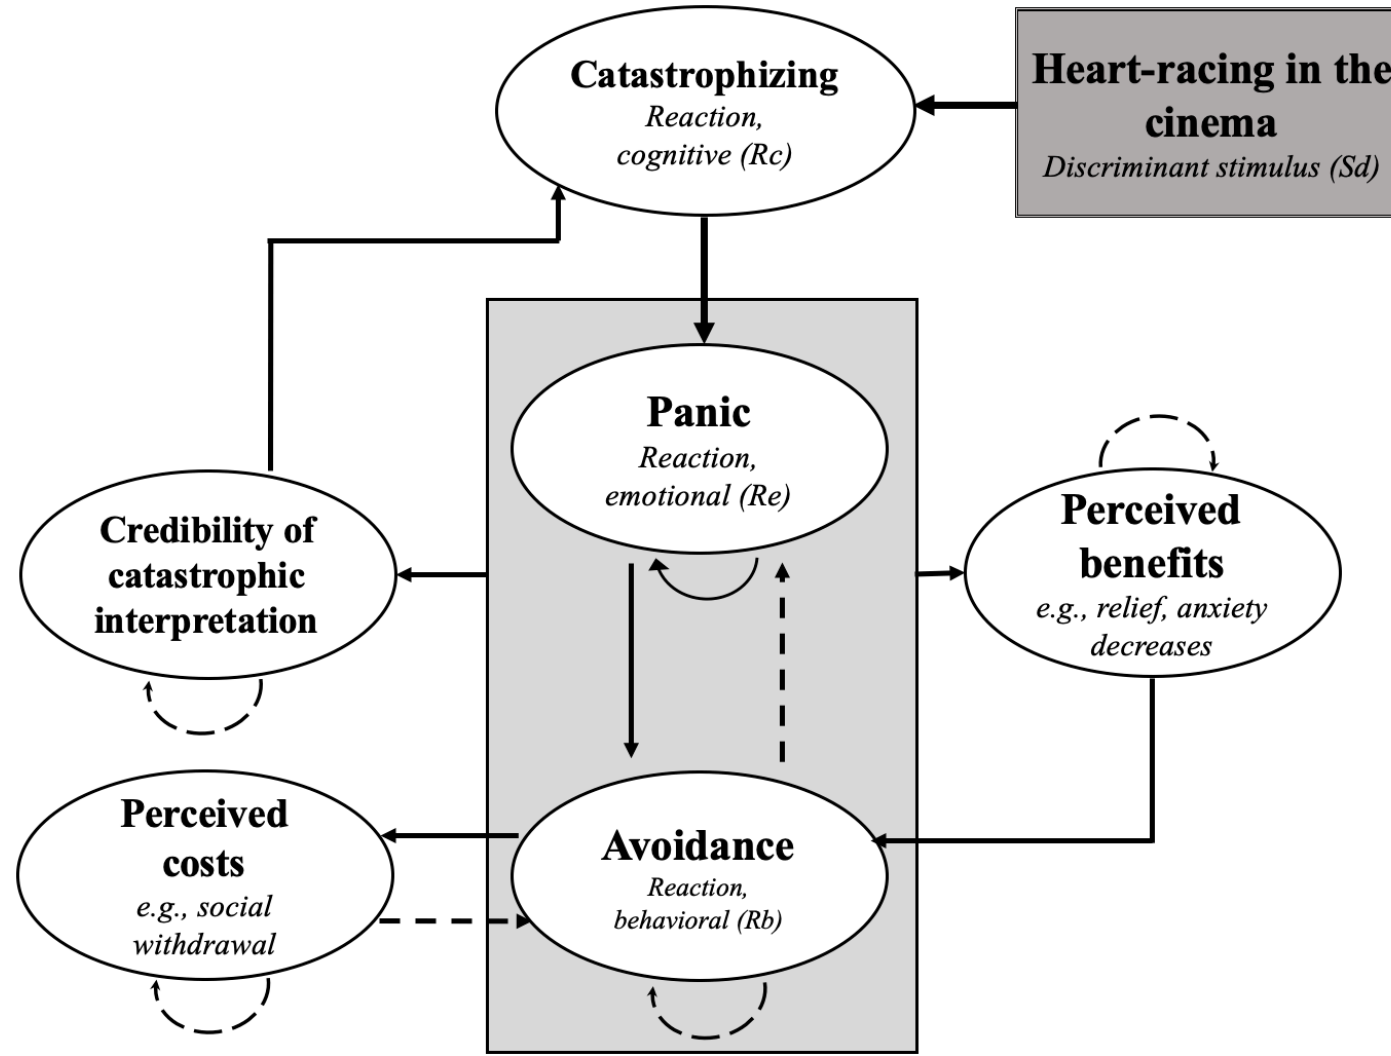 Catastrophizing
Reaction,
cognitive (Rc)
Heart-racing in the
cinema
Discriminant stimulus (Sd)
Panic
Reaction,
emotional (Re)
Credibility of
catastrophic
interpretation
Perceived
benefits
e.g., relief, anxiety
decreases
Perceived
costs
e.g., social
withdrawal
Avoidance
Reaction,
behavioral (Rb)